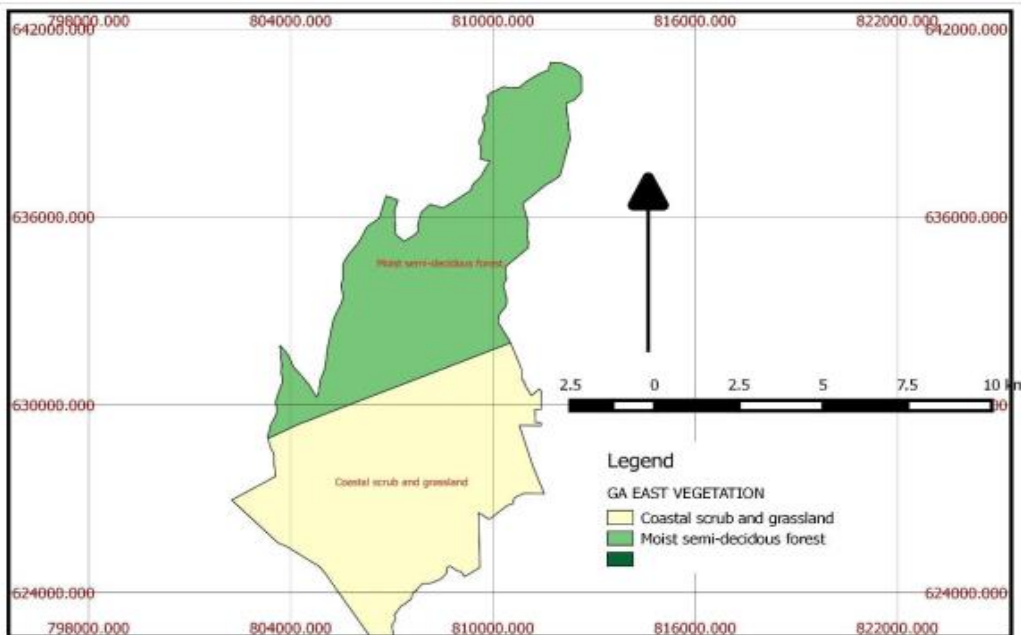 798000.000 804000.000 810000.000 816000.000 822000.000
642000.000 642000.000
636000.000 636000.000
Moist semi-decidous forest
2.5 0 2.5 5 7.5 10 km
630000.000
Coastal scrub and grassland
Legend
GA EAST VEGETATION
Coastal scrub and grassland
Moist semi-decidous forest
624000.000 624000.000
798000.000 804000.000 810000.000 816000.000 822000.000